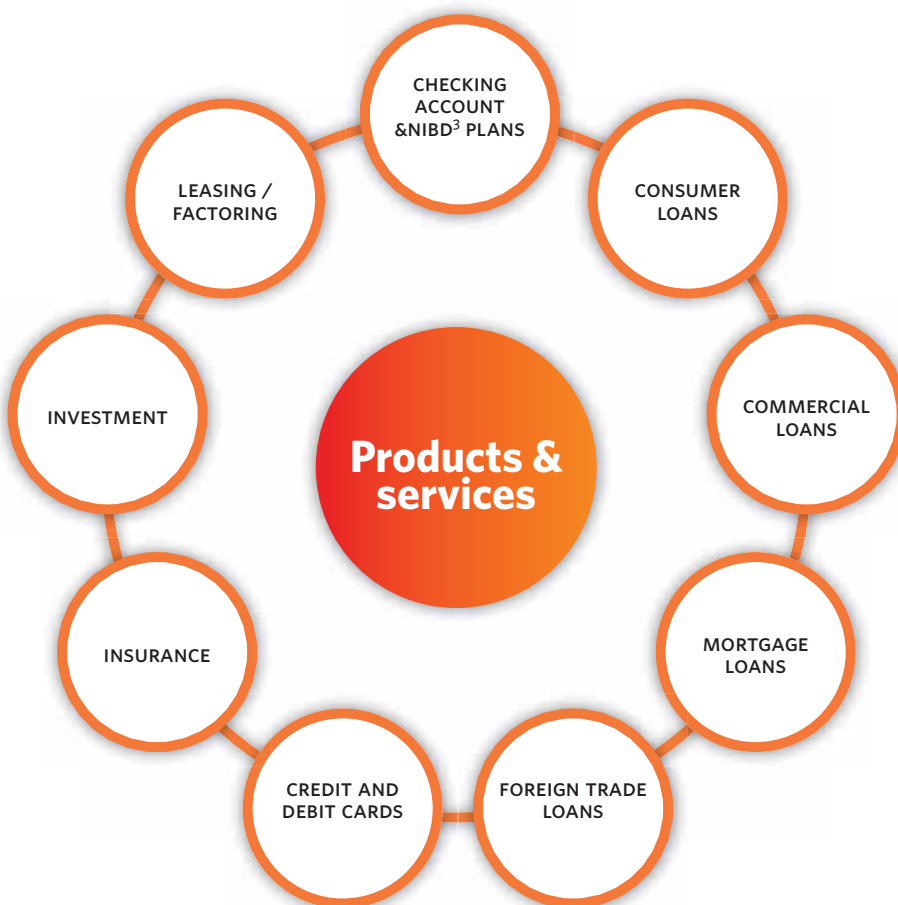 CHECKING
ACCOUNT
&NIBD³ PLANS
CONSUMER
LOANS
COMMERCIAL
LOANS
MORTGAGE
LOANS
FOREIGN TRADE
LOANS
CREDIT AND
DEBIT CARDS
INSURANCE
INVESTMENT
LEASING /
FACTORING
Products &
services